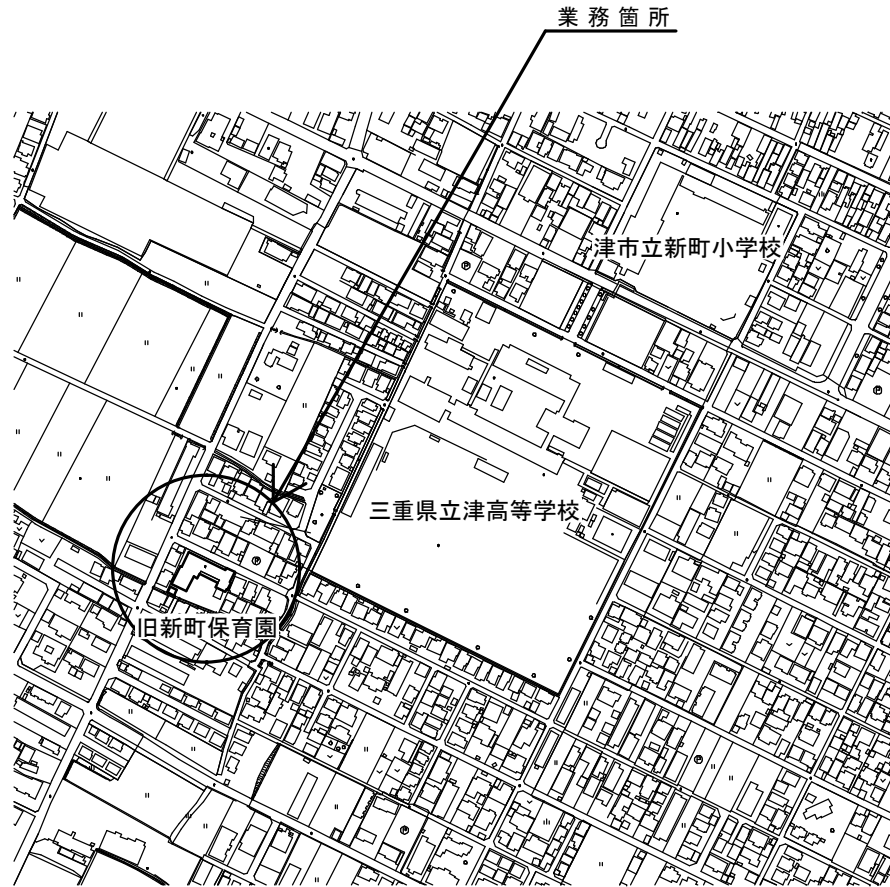 業務箇所
津市立新町小学校
三重県立津高等学校
旧新町保育園